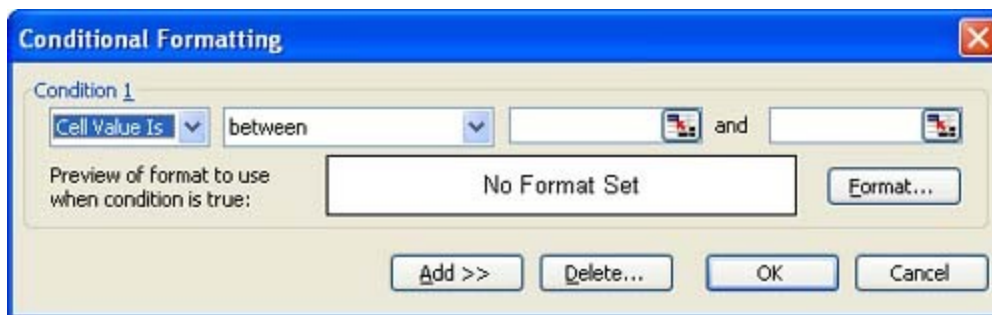 Conditional Formatting
Condition 1
Cell Value Is between and
Preview of format to use
when condition is true:
No Format Set
Format...
Add >> Delete... OK Cancel